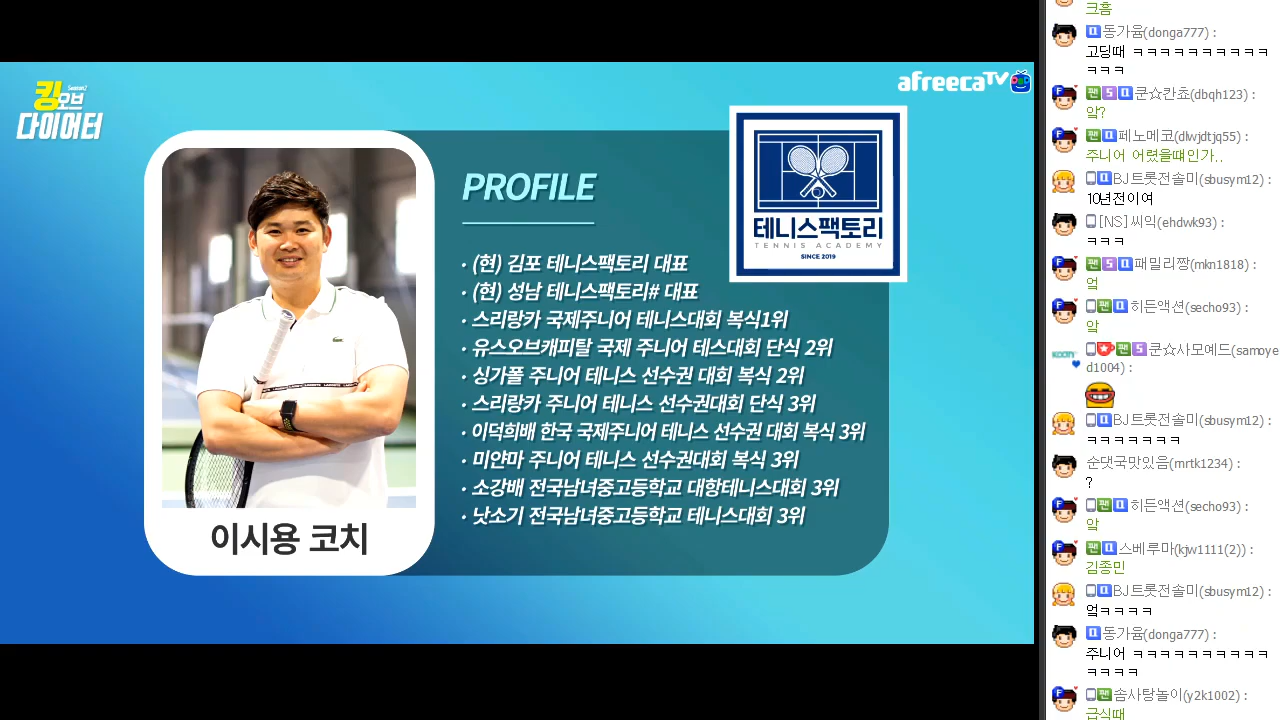 킹오브
Season2
다이어터
afreecaTV
테니스팩토리
TENNIS ACADEMY
SINCE 2019
PROFILE
· (현) 김포 테니스팩토리 대표
· (현) 성남 테니스팩토리# 대표
· 스리랑카 국제주니어 테니스대회 복식1위
· 유스오브캐피탈 국제 주니어 테스대회 단식 2위
· 싱가폴 주니어 테니스 선수권 대회 복식 2위
· 스리랑카 주니어 테니스 선수권대회 단식 3위
· 이덕희배 한국 국제주니어 테니스 선수권 대회 복식 3위
· 미얀마 주니어 테니스 선수권대회 복식 3위
· 소강배 전국남녀중고등학교 대항테니스대회 3위
· 낫소기 전국남녀중고등학교 테니스대회 3위
이시용 코치
크흠
동가윰(donga777) :
고딩때 ㅋㅋㅋㅋㅋㅋㅋㅋㅋㅋ
ㅋㅋㅋ
팬 S 쿤☆칸쵸(dbqh123) :
앜?
팬 페노메코(dlwjdtjq55) :
주니어 어렸을떄인가..
BJ트롯전솔미(sbusym12) :
10년전이여
[NS]씨익(ehdwk93) :
ㅋㅋㅋ
팬 S 패밀리짱(mkn1818) :
엌
팬 히든액션(secho93) :
앜
팬 S 쿤☆사모예드(samoye
d1004) :
BJ트롯전솔미(sbusym12) :
ㅋㅋㅋㅋㅋㅋㅋ
순댓국맛있음(mrtk1234) :
?
팬 히든액션(secho93) :
앜
팬 스베루마(kjw1111(2)) :
김종민
BJ트롯전솔미(sbusym12) :
엌ㅋㅋㅋㅋ
동가윰(donga777) :
주니어 ㅋㅋㅋㅋㅋㅋㅋㅋㅋㅋ
ㅋㅋㅋㅋ
팬 솜사탕놀이(y2k1002) :
급식때